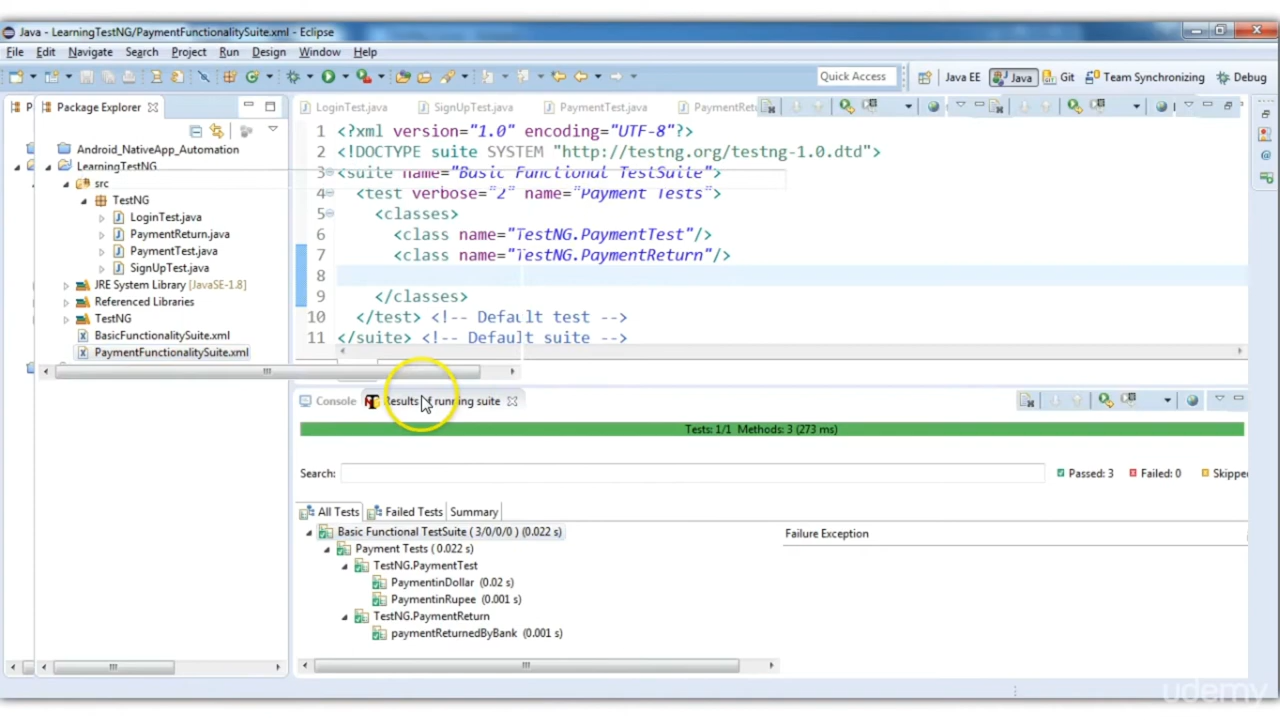 Java - LearningTestNG/PaymentFunctionalitySuite.xml - Eclipse
File Edit Navigate Search Project Run Design Window Help
Quick Access Java EE Java Git Team Synchronizing Debug
P Package Explorer
LoginTest.java SignUpTest.java PaymentTest.java PaymentRetu
Android_NativeApp_Automation
LearningTestNG
src
TestNG
LoginTest.java
PaymentReturn.java
PaymentTest.java
SignUpTest.java
JRE System Library [JavaSE-1.8]
Referenced Libraries
TestNG
BasicFunctionalitySuite.xml
PaymentFunctionalitySuite.xml
1 <?xml version="1.0" encoding="UTF-8"?>
2 <!DOCTYPE suite SYSTEM "http://testng.org/testng-1.0.dtd">
3 <suite name="Basic Functional TestSuite">
4 <test verbose="2" name="Payment Tests">
5 <classes>
6 <class name="TestNG.PaymentTest"/>
7 <class name="TestNG.PaymentReturn"/>
8
9 </classes>
10 </test> <!-- Default test -->
11 </suite> <!-- Default suite -->
Console Results of running suite
Tests: 1/1 Methods: 3 (273 ms)
Search: Passed: 3 Failed: 0 Skippe
All Tests Failed Tests Summary
Basic Functional TestSuite ( 3/0/0/0 ) (0.022 s)
Payment Tests ( 0.022 s)
TestNG.PaymentTest
PaymentinDollar (0.02 s)
PaymentinRupee (0.001 s)
TestNG.PaymentReturn
paymentReturnedByBank (0.001 s)
Failure Exception
udemy